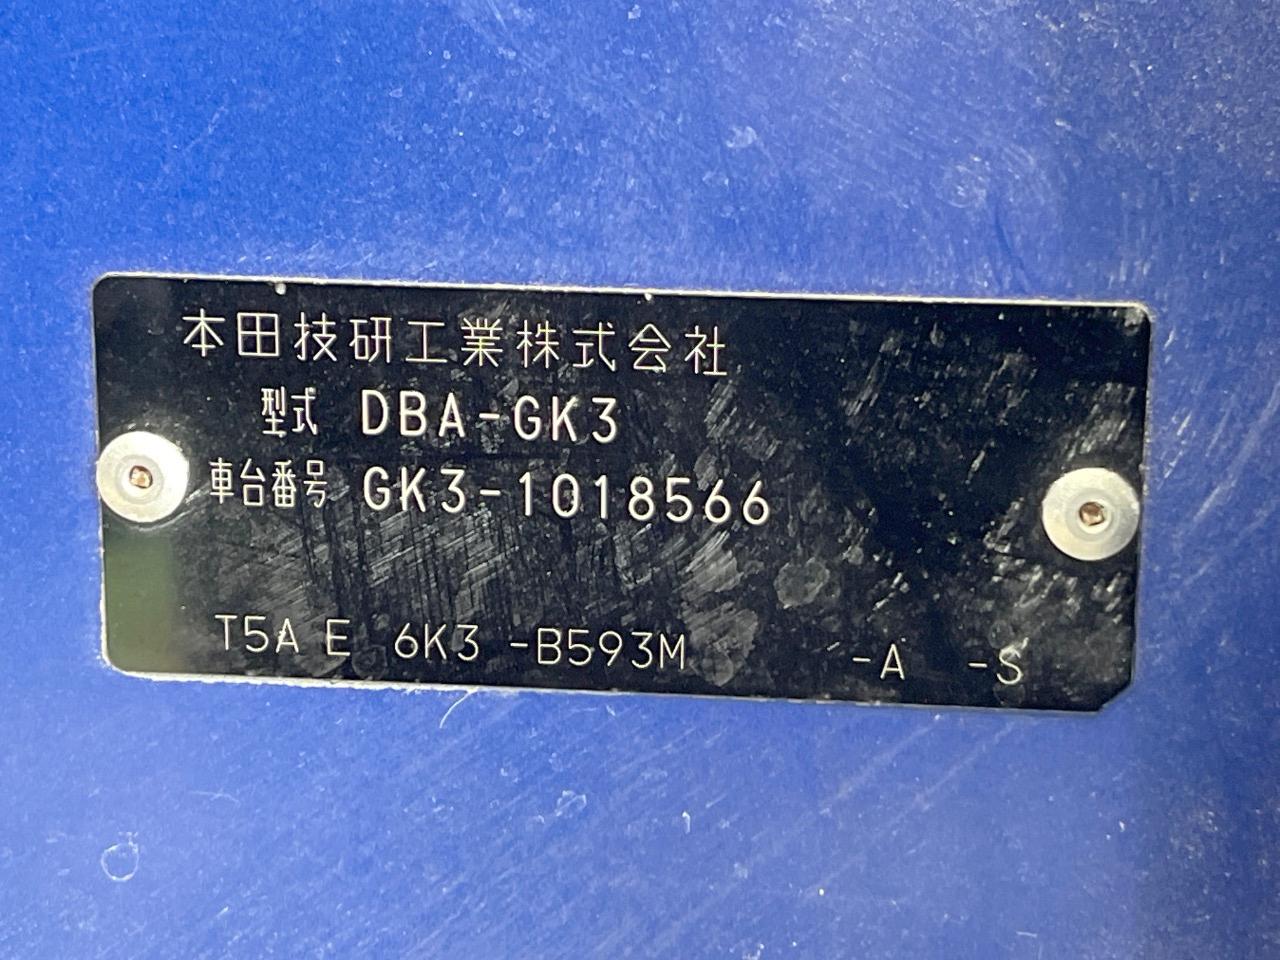 本田技研工業株式会社
型式 DBA-GK3
車台番号 GK3-1018566
T5A E 6K3 -B593M -A -S